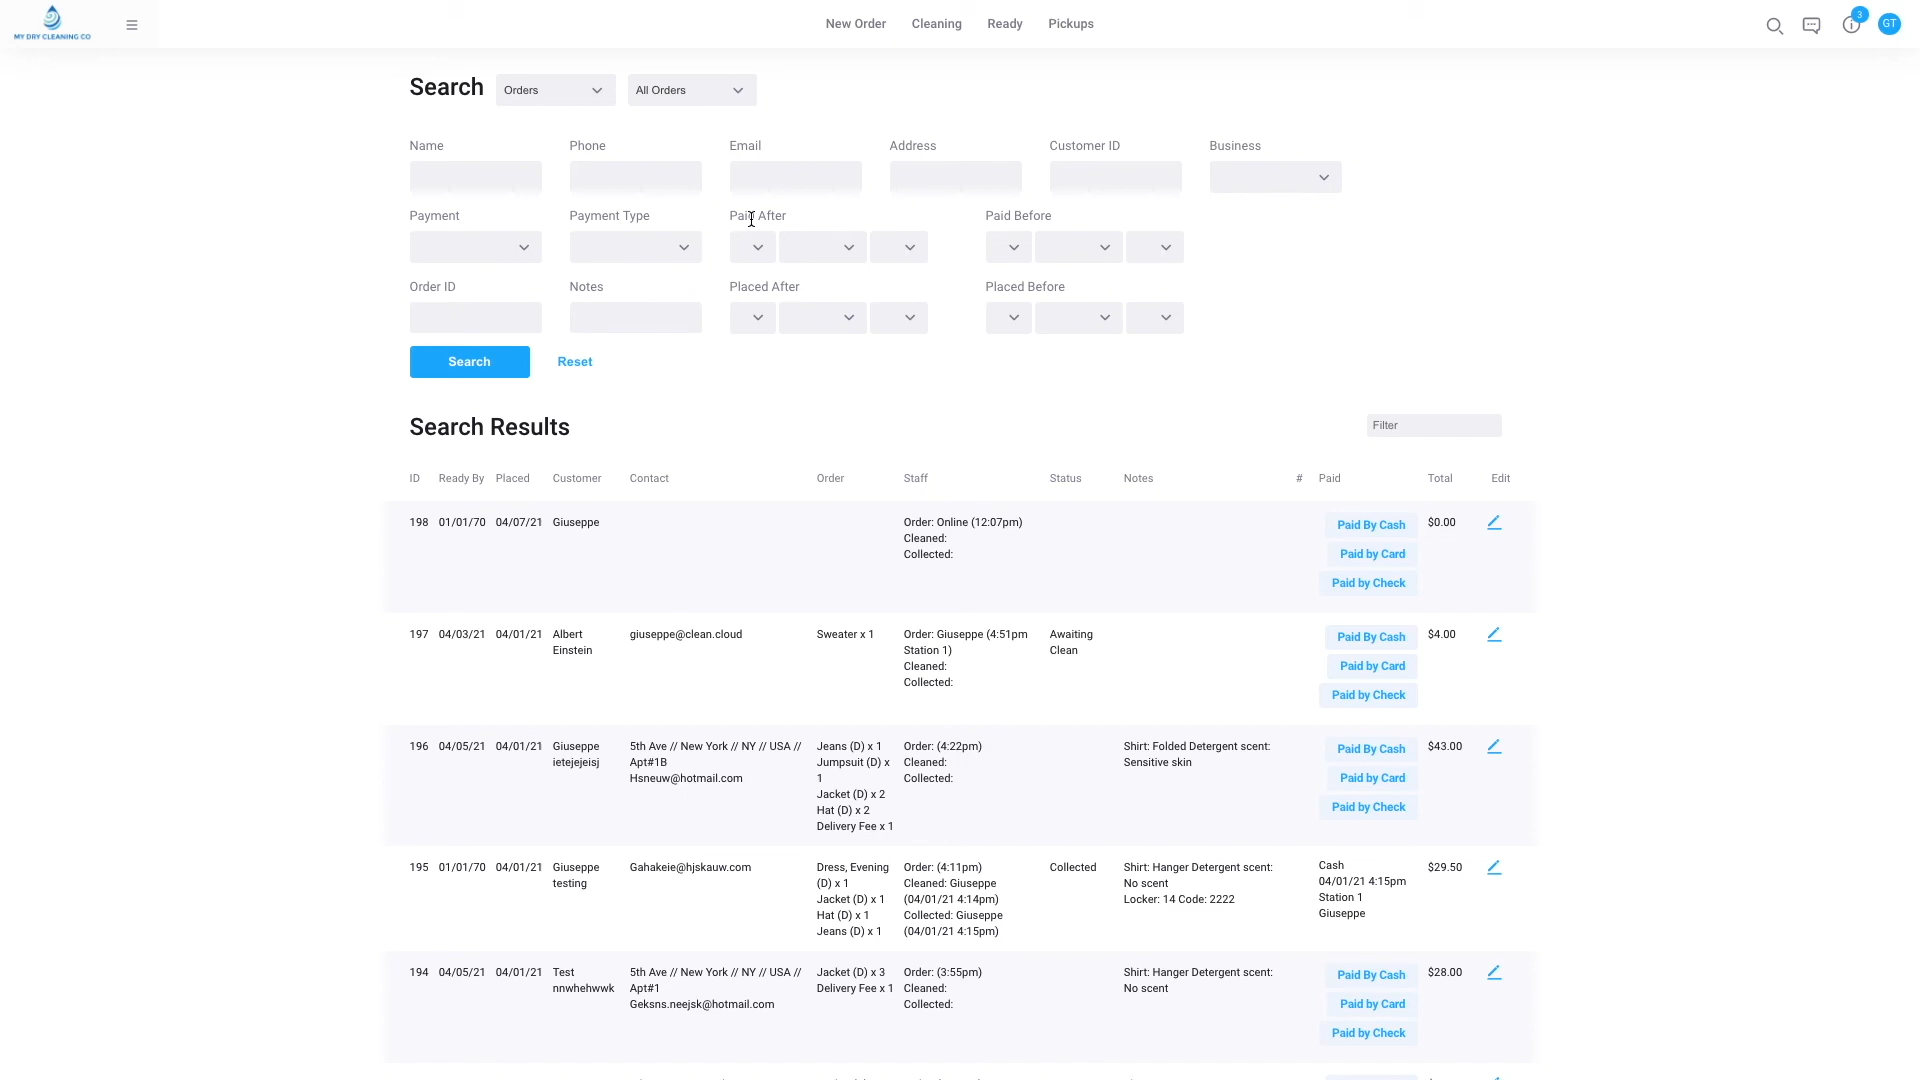 MY DRY CLEANING CO
New Order
Cleaning
Ready
Pickups
3
GT
Search
Orders
All Orders
Name
Phone
Email
Address
Customer ID
Business
Payment
Payment Type
Paid After
Paid Before
Order ID
Notes
Placed After
Placed Before
Search
Reset
Search Results
Filter
ID Ready By Placed Customer Contact Order Staff Status Notes # Paid Total Edit
198 01/01/70 04/07/21 Giuseppe Order: Online (12:07pm) Paid By Cash $0.00
Cleaned:
Collected: Paid by Card
Paid by Check
197 04/03/21 04/01/21 Albert giuseppe@clean.cloud Sweater x 1 Order: Giuseppe (4:51pm Awaiting Paid By Cash $4.00
Einstein Station 1) Clean
Cleaned: Paid by Card
Collected: Paid by Check
196 04/05/21 04/01/21 Giuseppe 5th Ave // New York // NY // USA // Jeans (D) x 1 Order: (4:22pm) Shirt: Folded Detergent scent: Paid By Cash $43.00
ietejejeisj Apt#1B Jumpsuit (D) x Cleaned: Sensitive skin
Hsneuw@hotmail.com 1 Collected: Paid by Card
Jacket (D) x 2
Hat (D) x 2 Paid by Check
Delivery Fee x 1
195 01/01/70 04/01/21 Giuseppe Gahakeie@hjskauw.com Dress, Evening Order: (4:11pm) Collected Shirt: Hanger Detergent scent: Cash $29.50
testing (D) x 1 Cleaned: Giuseppe No scent 04/01/21 4:15pm
Jacket (D) x 1 (04/01/21 4:14pm) Locker: 14 Code: 2222 Station 1
Hat (D) x 1 Collected: Giuseppe Giuseppe
Jeans (D) x 1 (04/01/21 4:15pm)
194 04/05/21 04/01/21 Test 5th Ave // New York // NY // USA // Jacket (D) x 3 Order: (3:55pm) Shirt: Hanger Detergent scent: Paid By Cash $28.00
nnwhehwwk Apt#1 Delivery Fee x 1 Cleaned: No scent
Geksns.neejsk@hotmail.com Collected: Paid by Card
Paid by Check